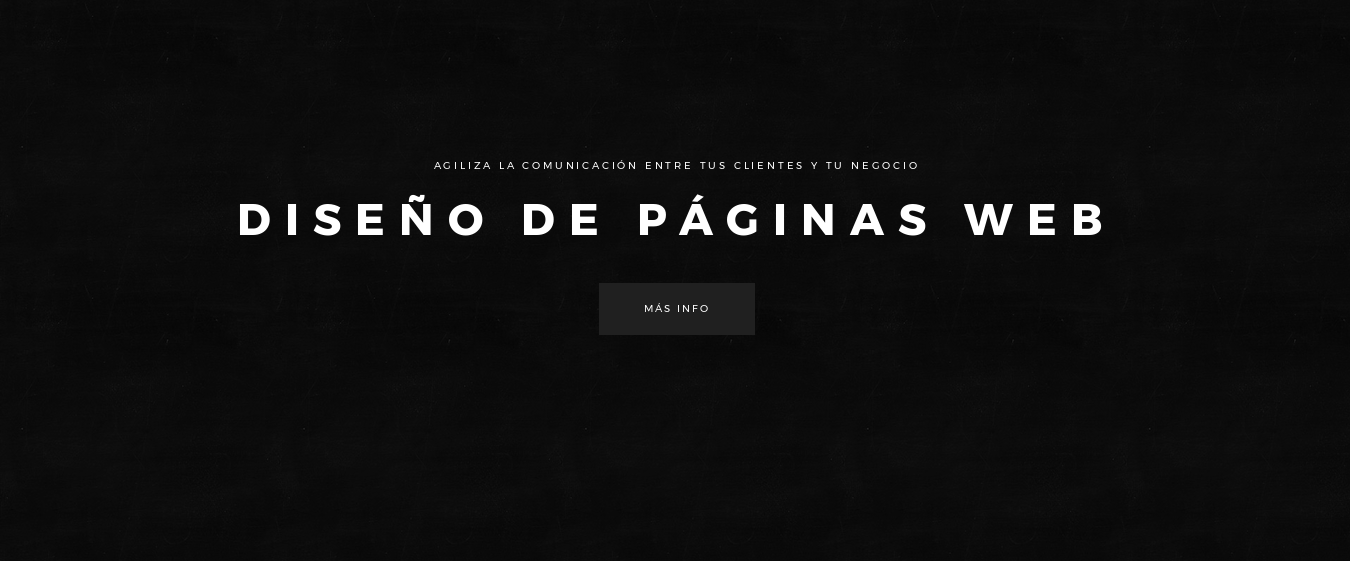 AGILIZA LA COMUNICACIÓN ENTRE TUS CLIENTES Y TU NEGOCIO
DISEÑO DE PÁGINAS WEB
MÁS INFO